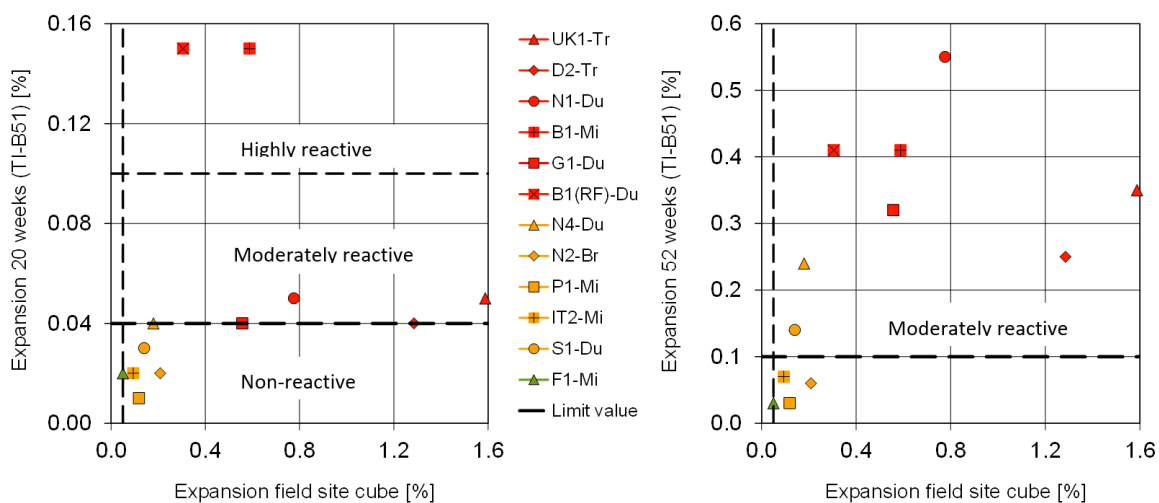 Expansion 20 weeks (TI-B51) [%]
0.16
0.12
0.08
0.04
0.00
Highly reactive
Moderately reactive
Non-reactive
0.0 0.4 0.8 1.2 1.6
Expansion field site cube [%]
UK1-Tr
D2-Tr
N1-Du
B1-Mi
G1-Du
B1(RF)-Du
N4-Du
N2-Br
P1-Mi
IT2-Mi
S1-Du
F1-Mi
Limit value
Expansion 52 weeks (TI-B51) [%]
0.6
0.5
0.4
0.3
0.2
0.1
0.0
Moderately reactive
0.0 0.4 0.8 1.2 1.6
Expansion field site cube [%]